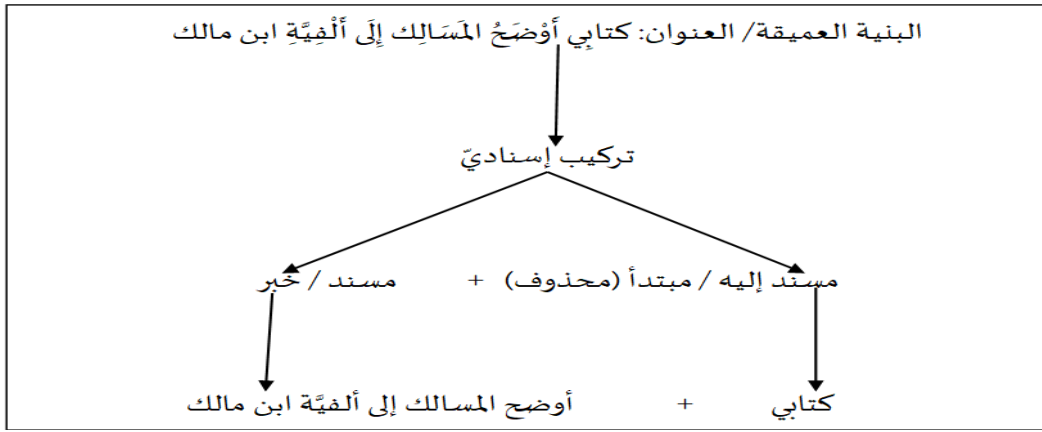 البنية العميقة/ العنوان: كتابِي أَوْضَحُ المَسَالِك إِلَى أَلْفِيَّةِ ابن مالك
تركيب إسناديّ
مسند إليه / مبتدأ (محذوف) + مسند / خبر
كتابي + أوضح المسالك إلى ألفيَّة ابن مالك